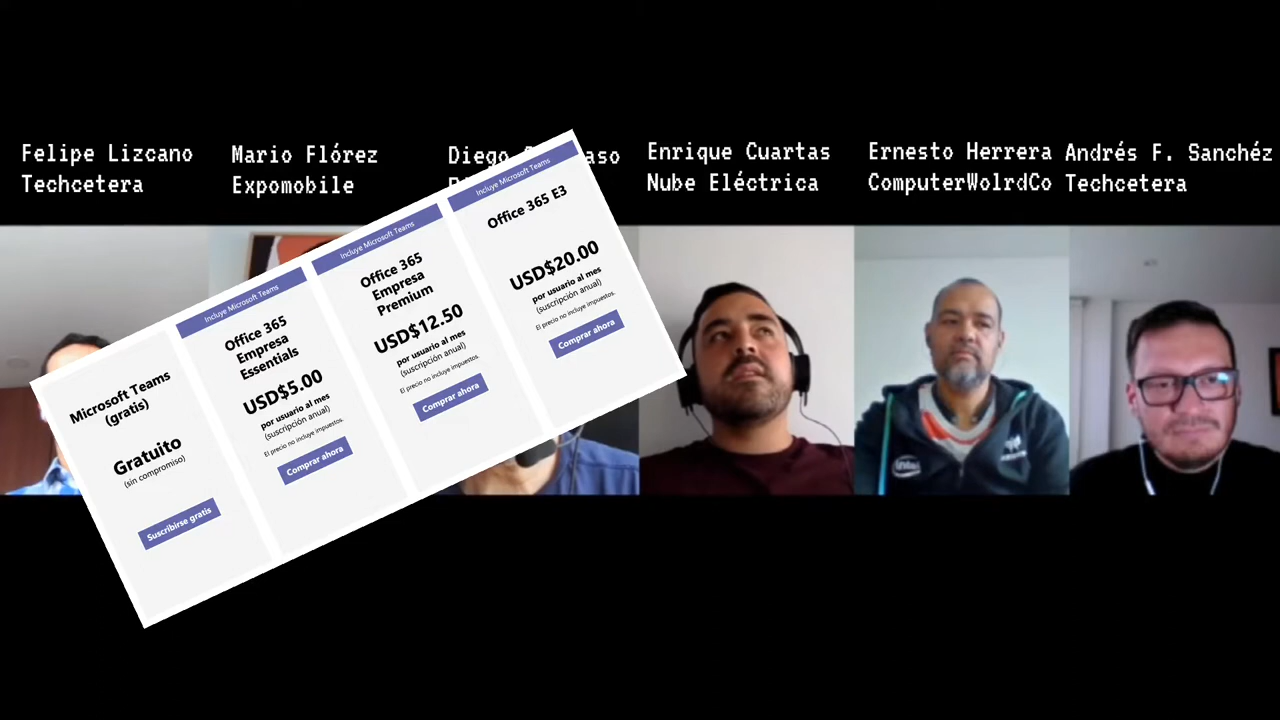 Felipe Lizcano
Techcetera
Mario Flórez
Expomobile
Diego
Enrique Cuartas
Nube Eléctrica
Ernesto Herrera
ComputerWolrdCo
Andrés F. Sanchéz
Techcetera
Microsoft Teams
(gratis)
Gratuito
(sin compromiso)
Suscribirse gratis
Incluye Microsoft Teams
Office 365
Empresa
Essentials
USD$5.00
por usuario al mes
(suscripción anual)
El precio no incluye impuestos.
Comprar ahora
Incluye Microsoft Teams
Office 365
Empresa
Premium
USD$12.50
por usuario al mes
(suscripción anual)
El precio no incluye impuestos.
Comprar ahora
Incluye Microsoft Teams
Office 365 E3
USD$20.00
por usuario al mes
(suscripción anual)
El precio no incluye impuestos.
Comprar ahora
intel